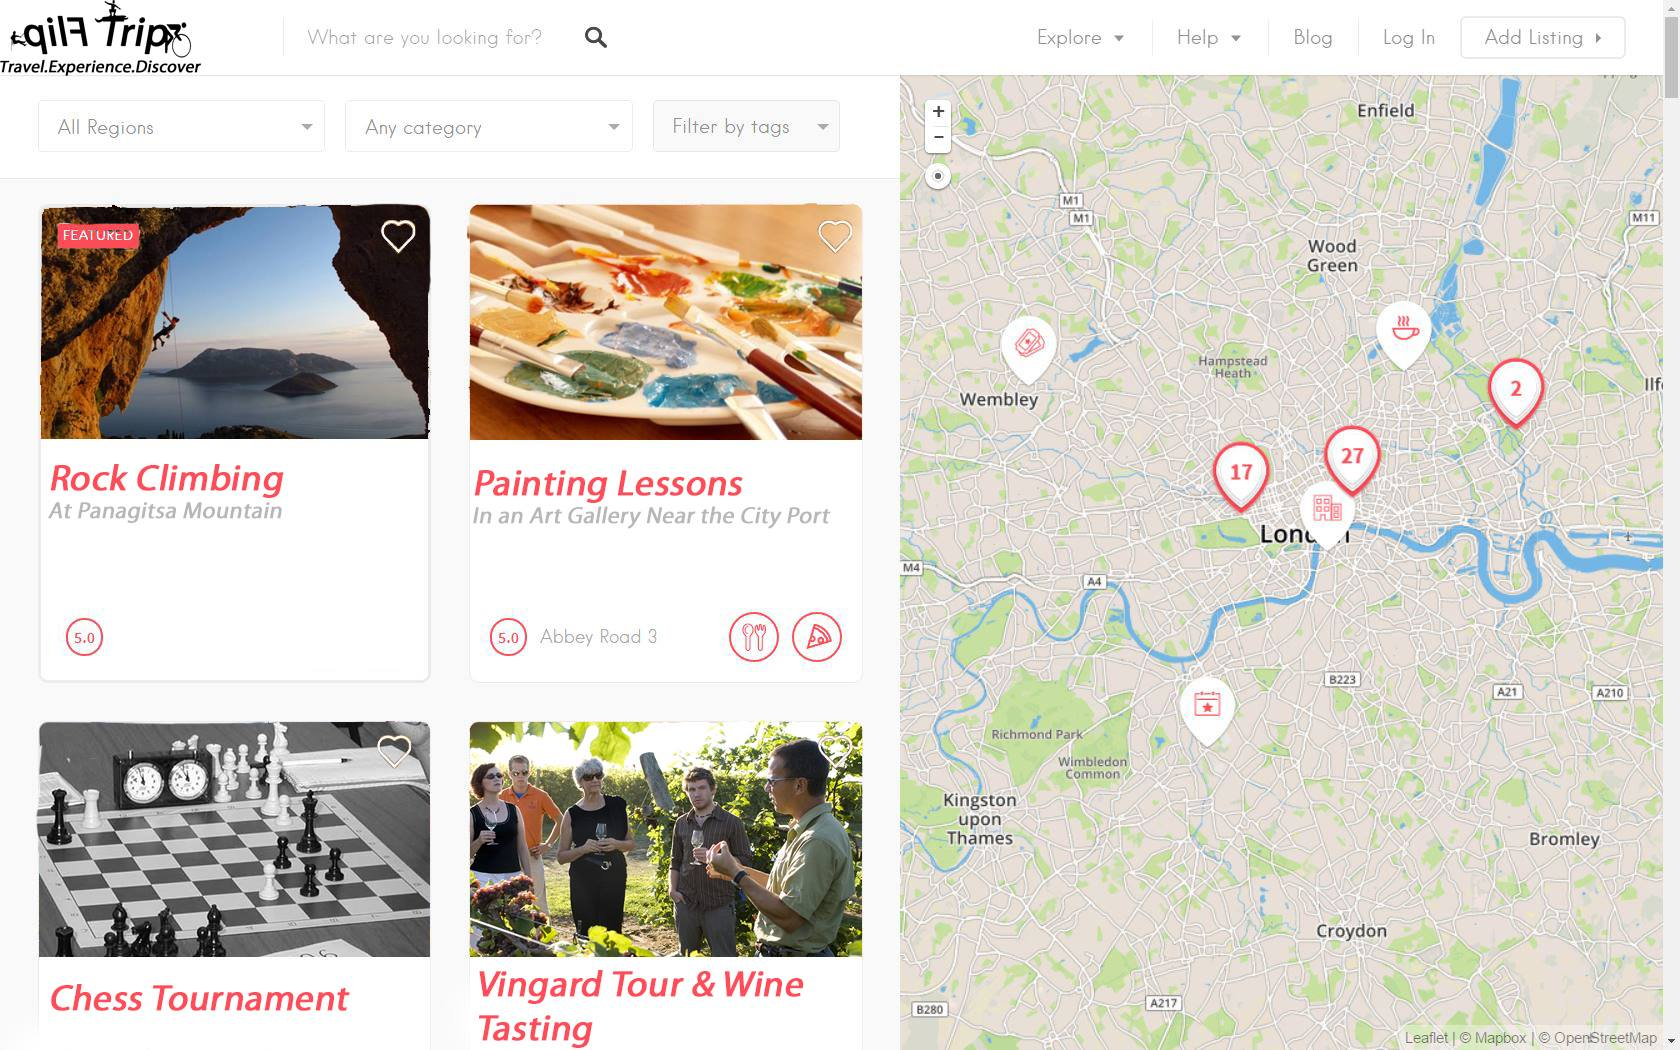 Flip Trip
Travel.Experience.Discover
What are you looking for?
Explore
Help
Blog
Log In
Add Listing
All Regions
Any category
Filter by tags
FEATURED
Rock Climbing
At Panagitsa Mountain
5.0
Painting Lessons
In an Art Gallery Near the City Port
5.0 Abbey Road 3
Chess Tournament
Vingard Tour & Wine
Tasting
+
−
Enfield
M1
M1
M11
Wood
Green
Hampstead
Heath
Wembley
2
27
17
M4
A4
B223
A21
A210
Richmond Park
Wimbledon
Common
Kingston
upon
Thames
Bromley
Croydon
A217
B280
Leaflet | © Mapbox | © OpenStreetMap